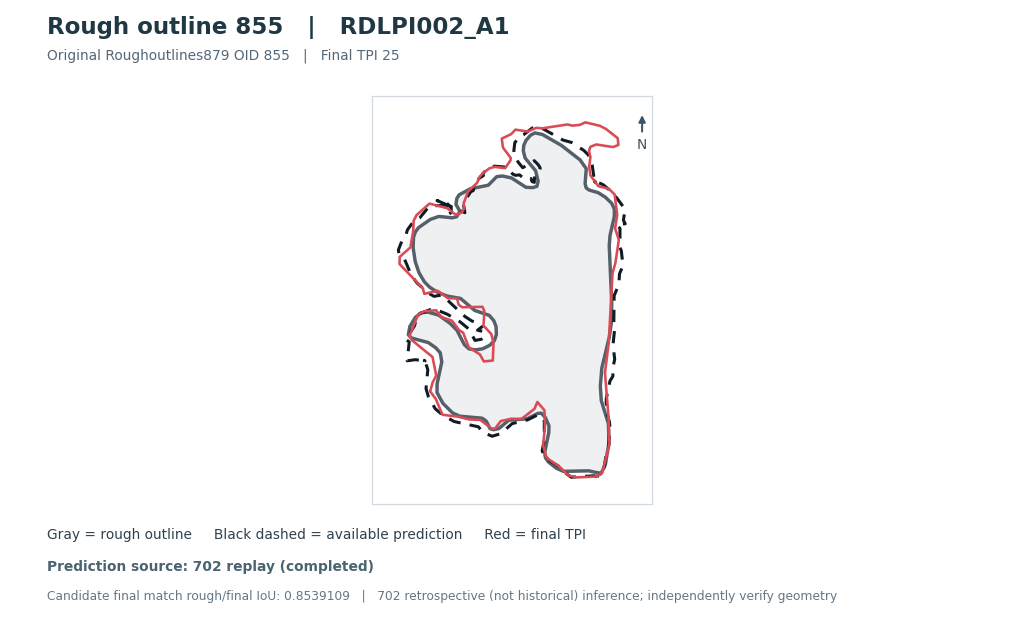 Rough outline 855   |   RDLPI002_A1
Original Roughoutlines879 OID 855   |   Final TPI 25
N
Gray = rough outline     Black dashed = available prediction     Red = final TPI
Prediction source: 702 replay (completed)
Candidate final match rough/final IoU: 0.8539109   |   702 retrospective (not historical) inference; independently verify geometry